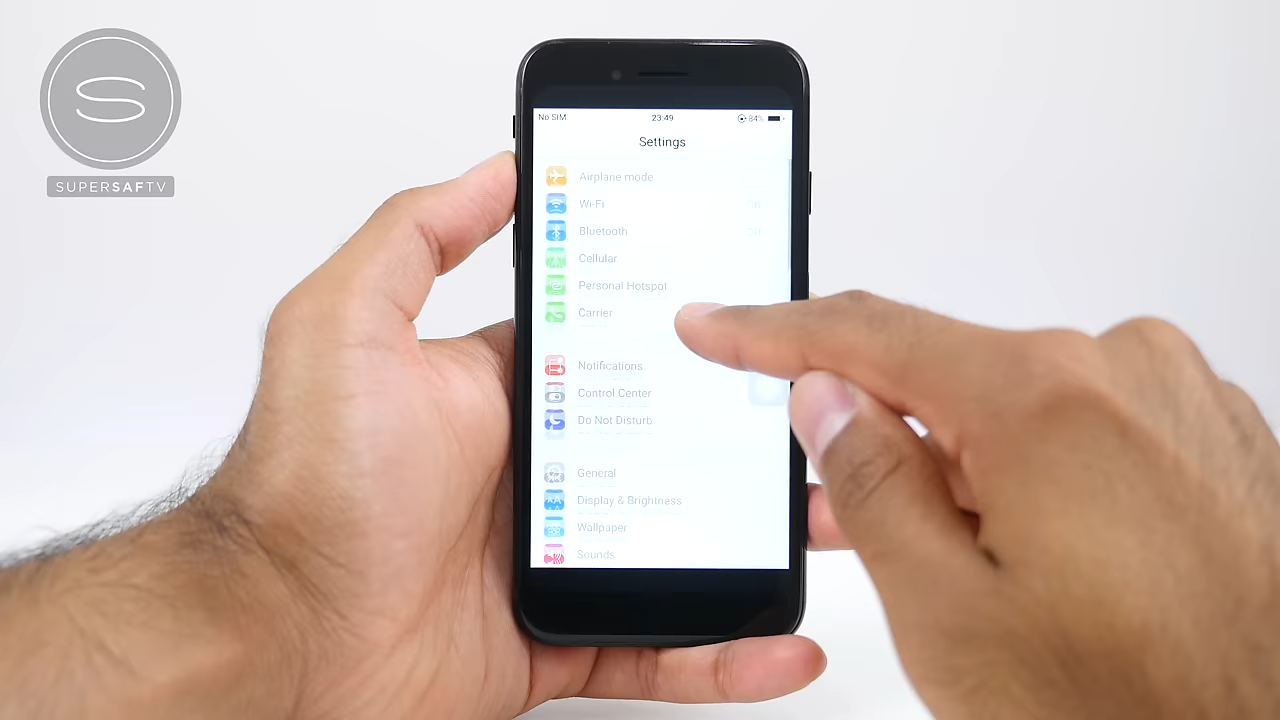 SUPERSAFTV
No SIM 23:49 84%
Settings
Airplane mode
Wi-Fi
Bluetooth
Cellular
Personal Hotspot
Carrier
Notifications
Control Center
Do Not Disturb
General
Display & Brightness
Wallpaper
Sounds